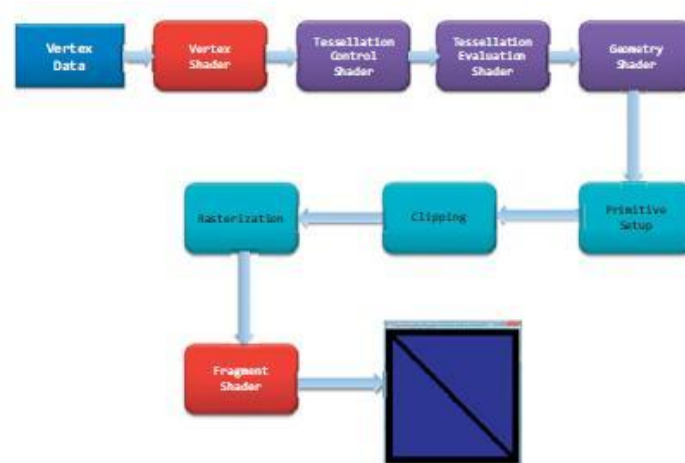 Vertex
Data
Vertex
Shader
Tessellation
Control
Shader
Tessellation
Evaluation
Shader
Geometry
Shader
Primitive
Setup
Clipping
Rasterization
Fragment
Shader